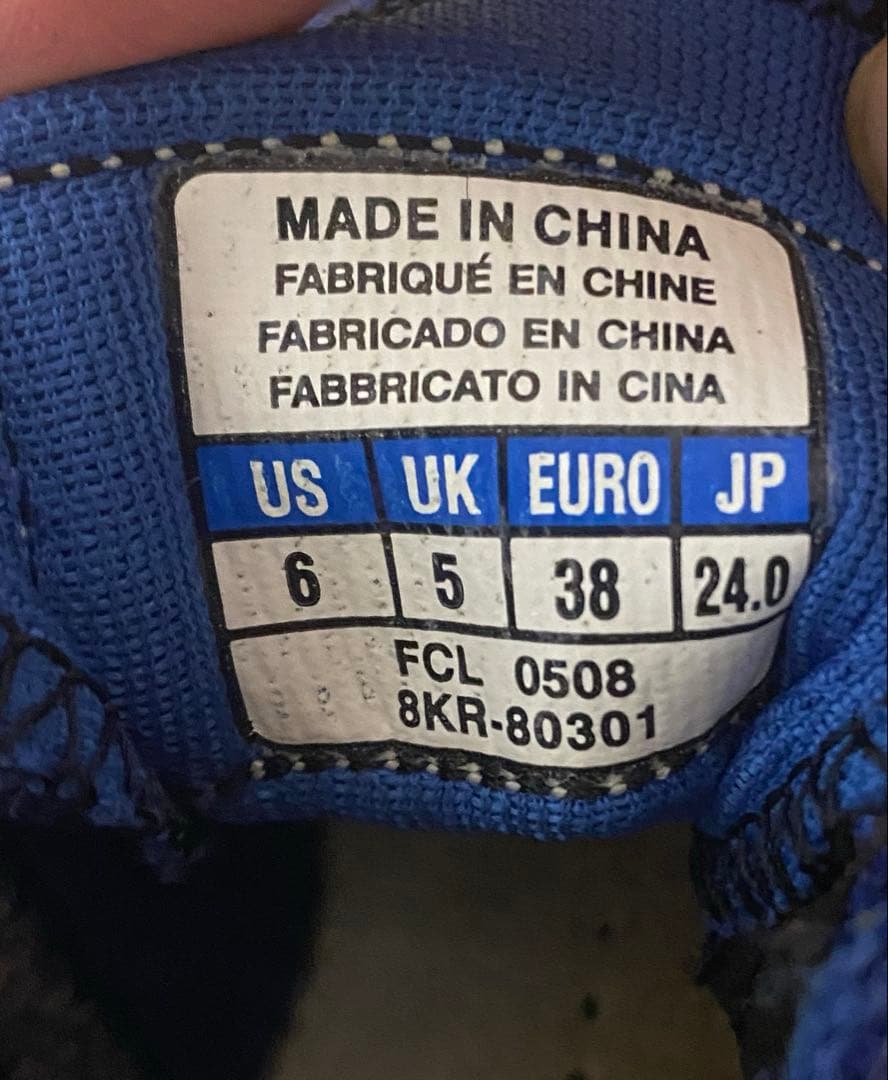 MADE IN CHINA
FABRIQUÉ EN CHINE
FABRICADO EN CHINA
FABBRICATO IN CINA
US UK EURO JP
6 5 38 24.0
FCL 0508
8KR-80301